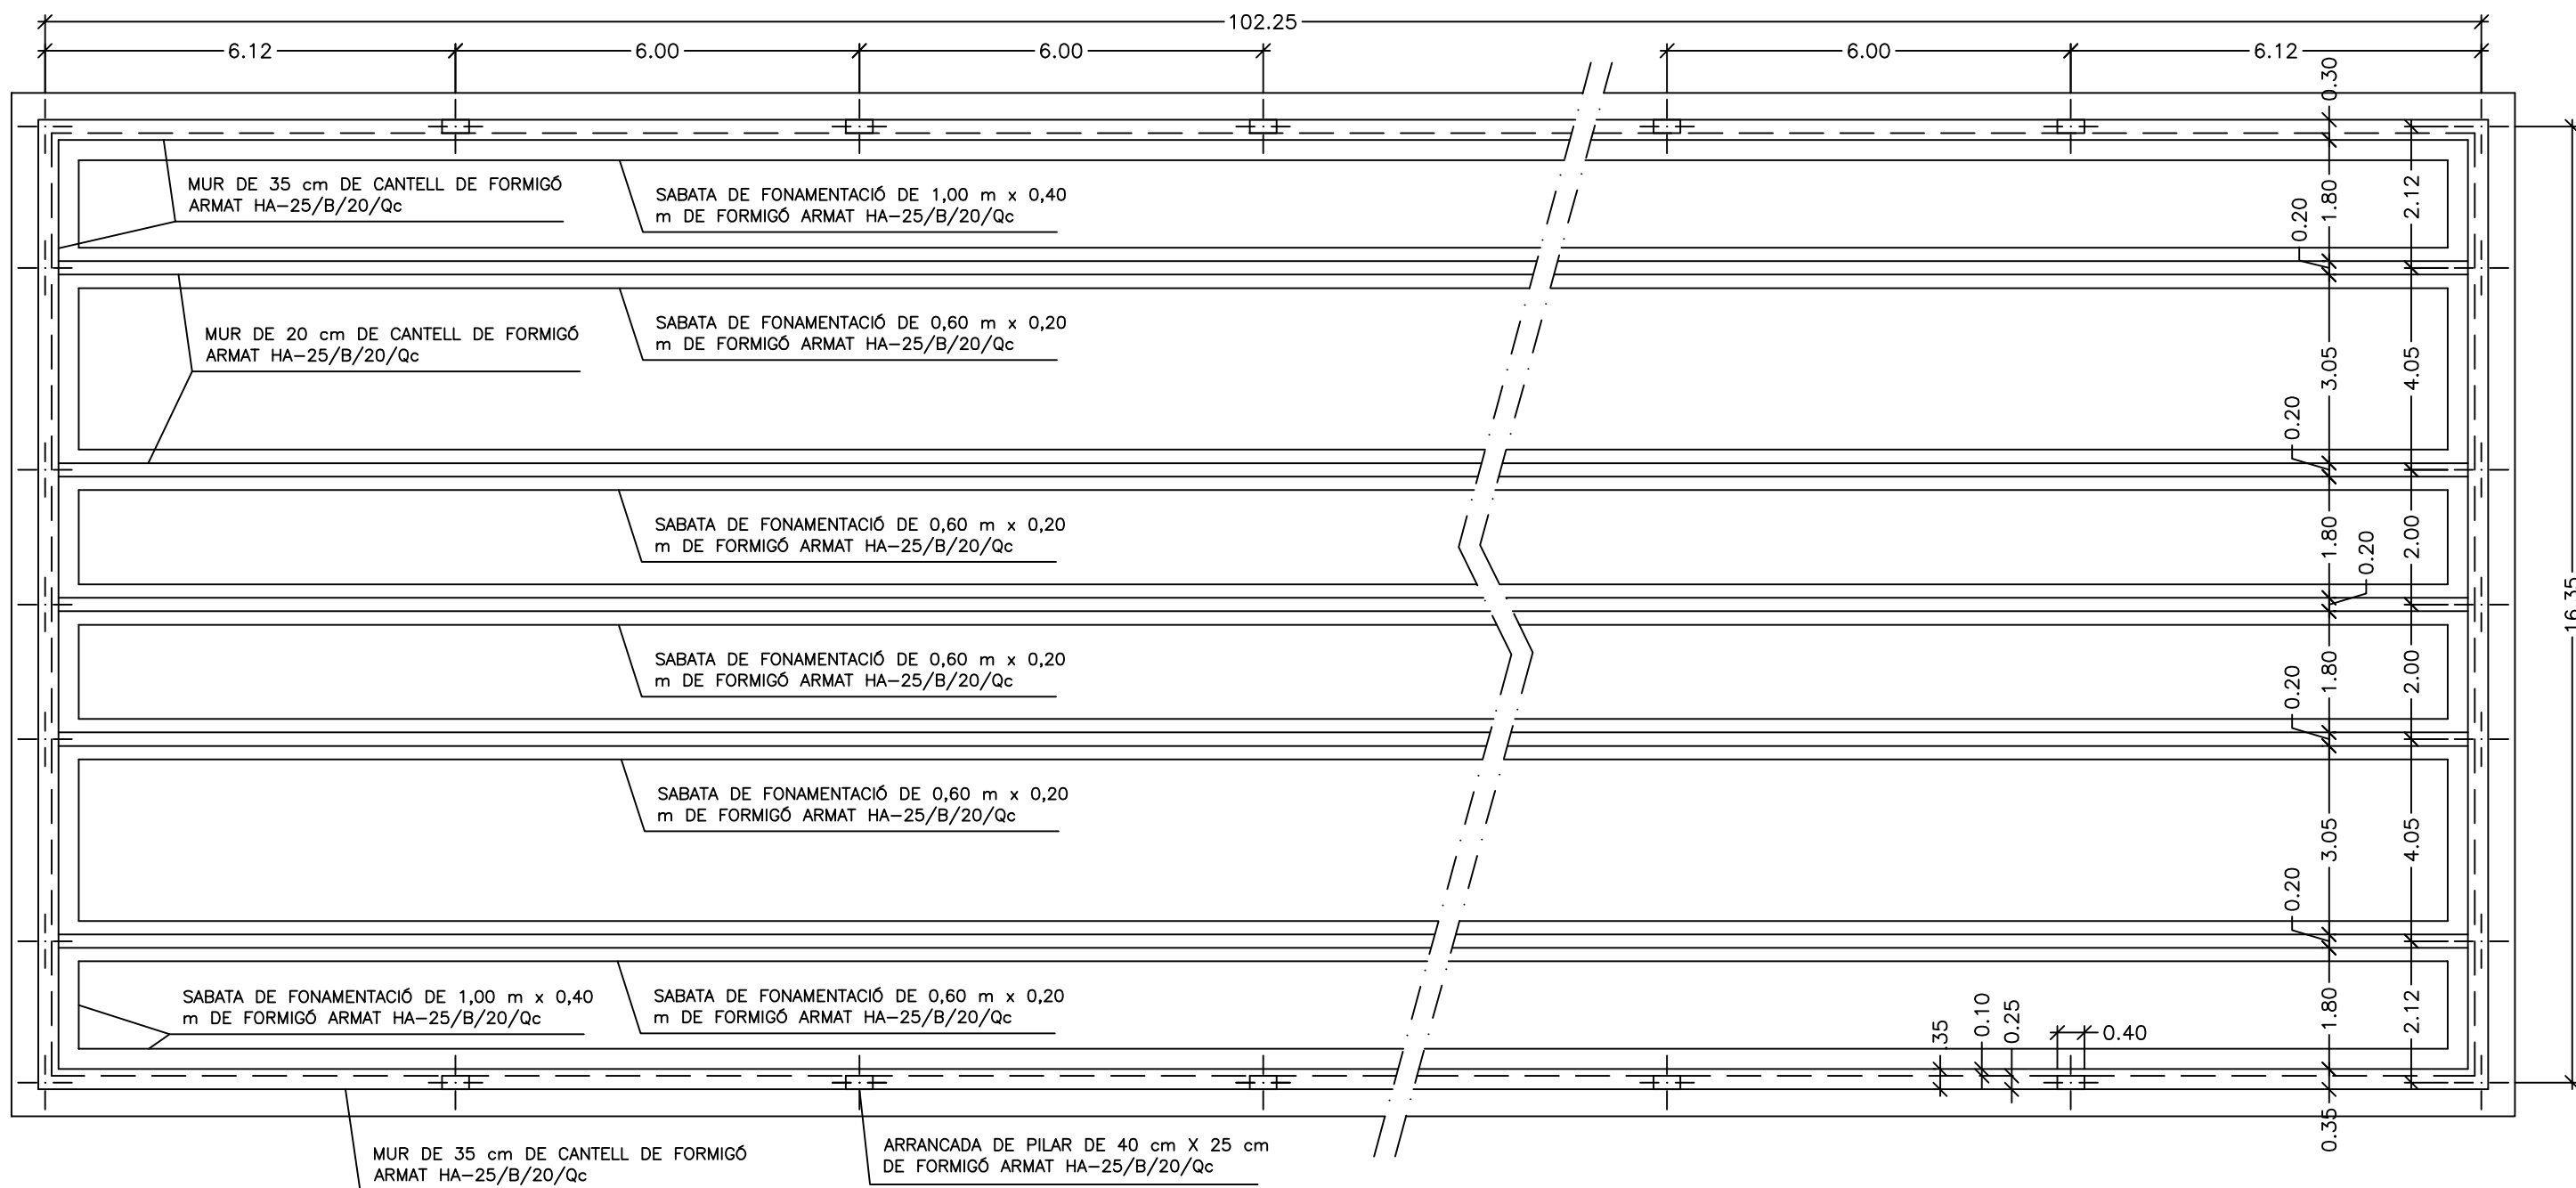 102.25
6.12
6.00
6.00
6.00
6.12
0.30
MUR DE 35 cm DE CANTELL DE FORMIGÓ
ARMAT HA-25/B/20/Qc
SABATA DE FONAMENTACIÓ DE 1,00 m x 0,40
m DE FORMIGÓ ARMAT HA-25/B/20/Qc
0.20
1.80
2.12
MUR DE 20 cm DE CANTELL DE FORMIGÓ
ARMAT HA-25/B/20/Qc
SABATA DE FONAMENTACIÓ DE 0,60 m x 0,20
m DE FORMIGÓ ARMAT HA-25/B/20/Qc
3.05
4.05
0.20
SABATA DE FONAMENTACIÓ DE 0,60 m x 0,20
m DE FORMIGÓ ARMAT HA-25/B/20/Qc
1.80
2.00
0.20
16.35
SABATA DE FONAMENTACIÓ DE 0,60 m x 0,20
m DE FORMIGÓ ARMAT HA-25/B/20/Qc
0.20
1.80
2.00
SABATA DE FONAMENTACIÓ DE 0,60 m x 0,20
m DE FORMIGÓ ARMAT HA-25/B/20/Qc
3.05
4.05
0.20
SABATA DE FONAMENTACIÓ DE 1,00 m x 0,40
m DE FORMIGÓ ARMAT HA-25/B/20/Qc
SABATA DE FONAMENTACIÓ DE 0,60 m x 0,20
m DE FORMIGÓ ARMAT HA-25/B/20/Qc
.35
0.10
0.25
0.40
1.80
2.12
0.35
MUR DE 35 cm DE CANTELL DE FORMIGÓ
ARMAT HA-25/B/20/Qc
ARRANCADA DE PILAR DE 40 cm X 25 cm
DE FORMIGÓ ARMAT HA-25/B/20/Qc